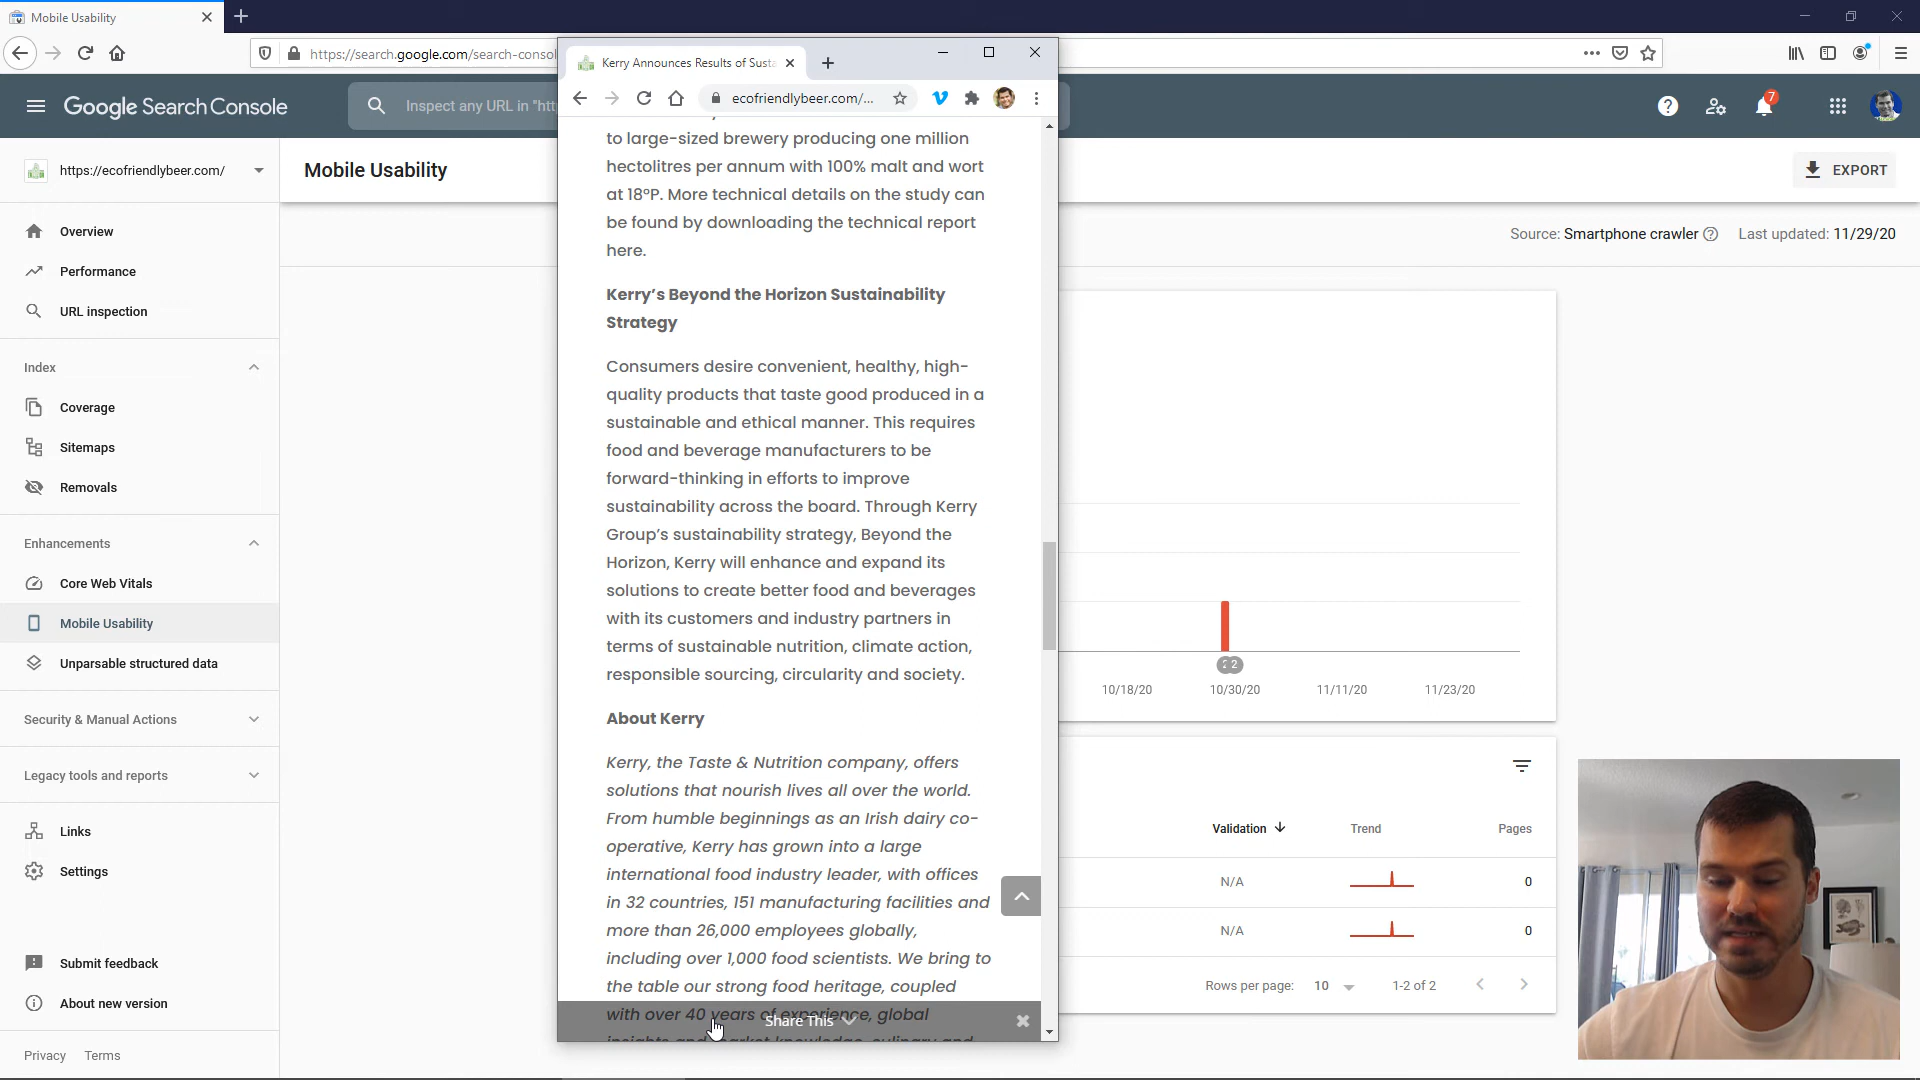 Mobile Usability
https://search.google.com/search-consol
Google Search Console
Inspect any URL in "htt
7
https://ecofriendlybeer.com/
Mobile Usability
EXPORT
Source: Smartphone crawler
Last updated: 11/29/20
Overview
Performance
URL inspection
Index
Coverage
Sitemaps
Removals
Enhancements
Core Web Vitals
Mobile Usability
Unparsable structured data
Security & Manual Actions
Legacy tools and reports
Links
Settings
Submit feedback
About new version
Privacy Terms
Kerry Announces Results of Susta
ecofriendlybeer.com/...
to large-sized brewery producing one million
hectolitres per annum with 100% malt and wort
at 18°P. More technical details on the study can
be found by downloading the technical report
here.
Kerry's Beyond the Horizon Sustainability
Strategy
Consumers desire convenient, healthy, high-
quality products that taste good produced in a
sustainable and ethical manner. This requires
food and beverage manufacturers to be
forward-thinking in efforts to improve
sustainability across the board. Through Kerry
Group's sustainability strategy, Beyond the
Horizon, Kerry will enhance and expand its
solutions to create better food and beverages
with its customers and industry partners in
terms of sustainable nutrition, climate action,
responsible sourcing, circularity and society.
About Kerry
Kerry, the Taste & Nutrition company, offers
solutions that nourish lives all over the world.
From humble beginnings as an Irish dairy co-
operative, Kerry has grown into a large
international food industry leader, with offices
in 32 countries, 151 manufacturing facilities and
more than 26,000 employees globally,
including over 1,000 food scientists. We bring to
the table our strong food heritage, coupled
with over 40 years of experience, global
Share This
2 2
10/18/20 10/30/20 11/11/20 11/23/20
Validation Trend Pages
N/A 0
N/A 0
Rows per page: 10 1-2 of 2